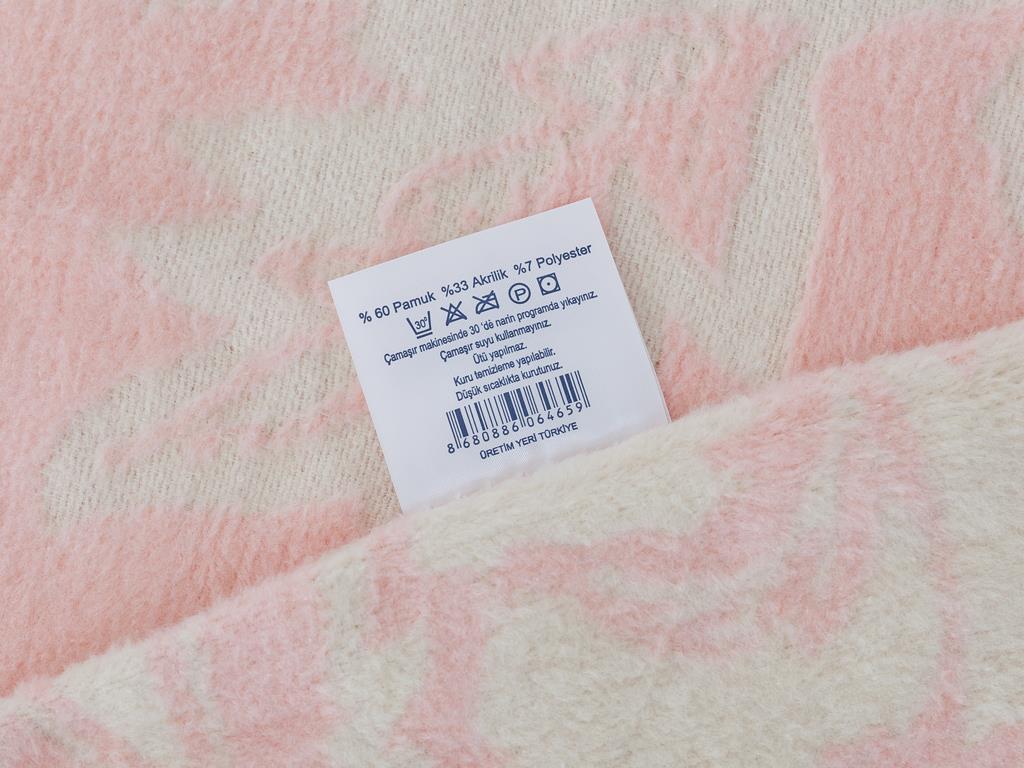 % 60 Pamuk %33 Akrilik %7 Polyester
30° P
Çamaşır makinesinde 30 'de narin programda yıkayınız.
Çamaşır suyu kullanmayınız.
Ütü yapılmaz.
Kuru temizleme yapılabilir.
Düşük sıcaklıkta kurutunuz.
8 680886 064659
ÜRETİM YERİ TÜRKİYE